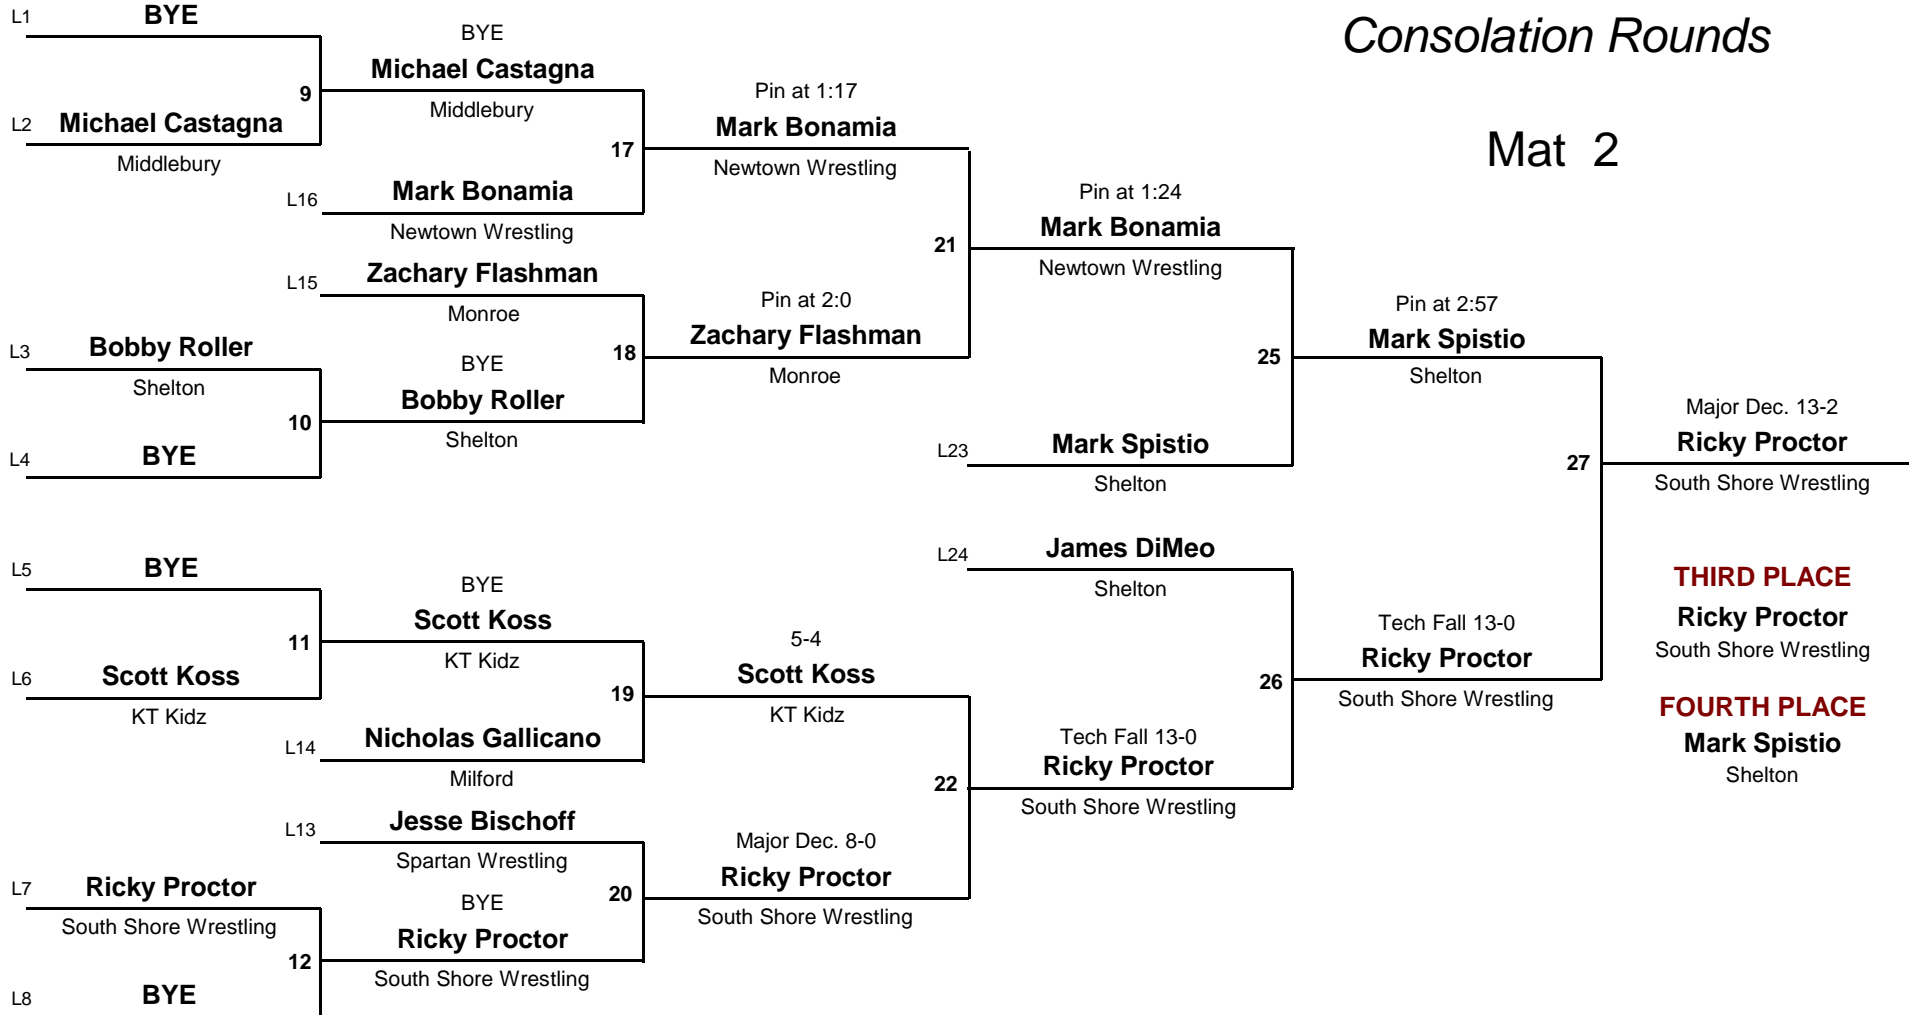 Consolation Rounds
Mat 2
L1
BYE
9
L2
Michael Castagna
Middlebury
L3
Bobby Roller
Shelton
10
L4
BYE
L5
BYE
11
L6
Scott Koss
KT Kidz
L7
Ricky Proctor
South Shore Wrestling
12
L8
BYE
BYE
Michael Castagna
Middlebury
17
L16
Mark Bonamia
Newtown Wrestling
L15
Zachary Flashman
Monroe
18
BYE
Bobby Roller
Shelton
BYE
Scott Koss
KT Kidz
19
L14
Nicholas Gallicano
Milford
L13
Jesse Bischoff
Spartan Wrestling
20
BYE
Ricky Proctor
South Shore Wrestling
Pin at 1:17
Mark Bonamia
Newtown Wrestling
21
Pin at 2:0
Zachary Flashman
Monroe
5-4
Scott Koss
KT Kidz
22
Major Dec. 8-0
Ricky Proctor
South Shore Wrestling
Pin at 1:24
Mark Bonamia
Newtown Wrestling
25
L23
Mark Spistio
Shelton
L24
James DiMeo
Shelton
26
Tech Fall 13-0
Ricky Proctor
South Shore Wrestling
Pin at 2:57
Mark Spistio
Shelton
27
Tech Fall 13-0
Ricky Proctor
South Shore Wrestling
Major Dec. 13-2
Ricky Proctor
South Shore Wrestling
THIRD PLACE
Ricky Proctor
South Shore Wrestling
FOURTH PLACE
Mark Spistio
Shelton